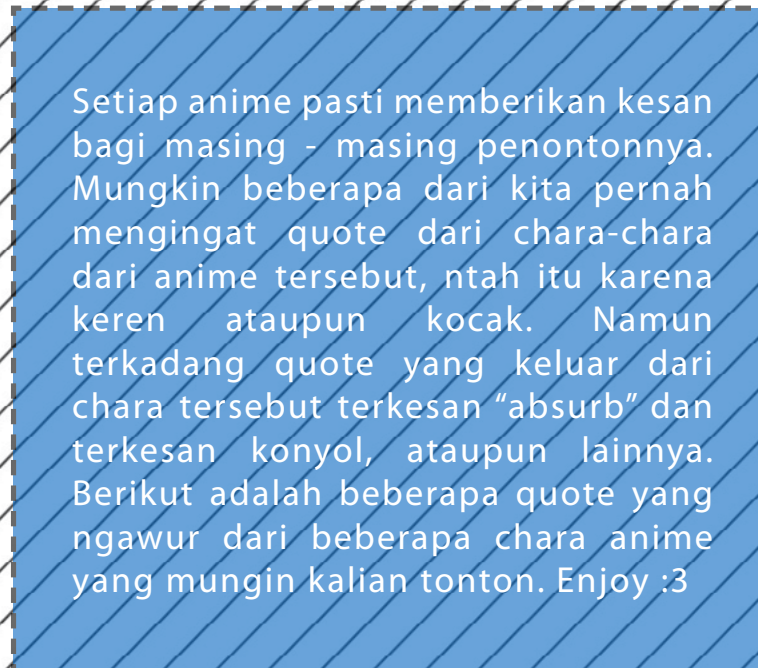 Setiap anime pasti memberikan kesan
bagi masing - masing penontonnya.
Mungkin beberapa dari kita pernah
mengingat quote dari chara-chara
dari anime tersebut, ntah itu karena
keren ataupun kocak. Namun
terkadang quote yang keluar dari
chara tersebut terkesan “absurb” dan
terkesan konyol, ataupun lainnya.
Berikut adalah beberapa quote yang
ngawur dari beberapa chara anime
yang mungin kalian tonton. Enjoy :3